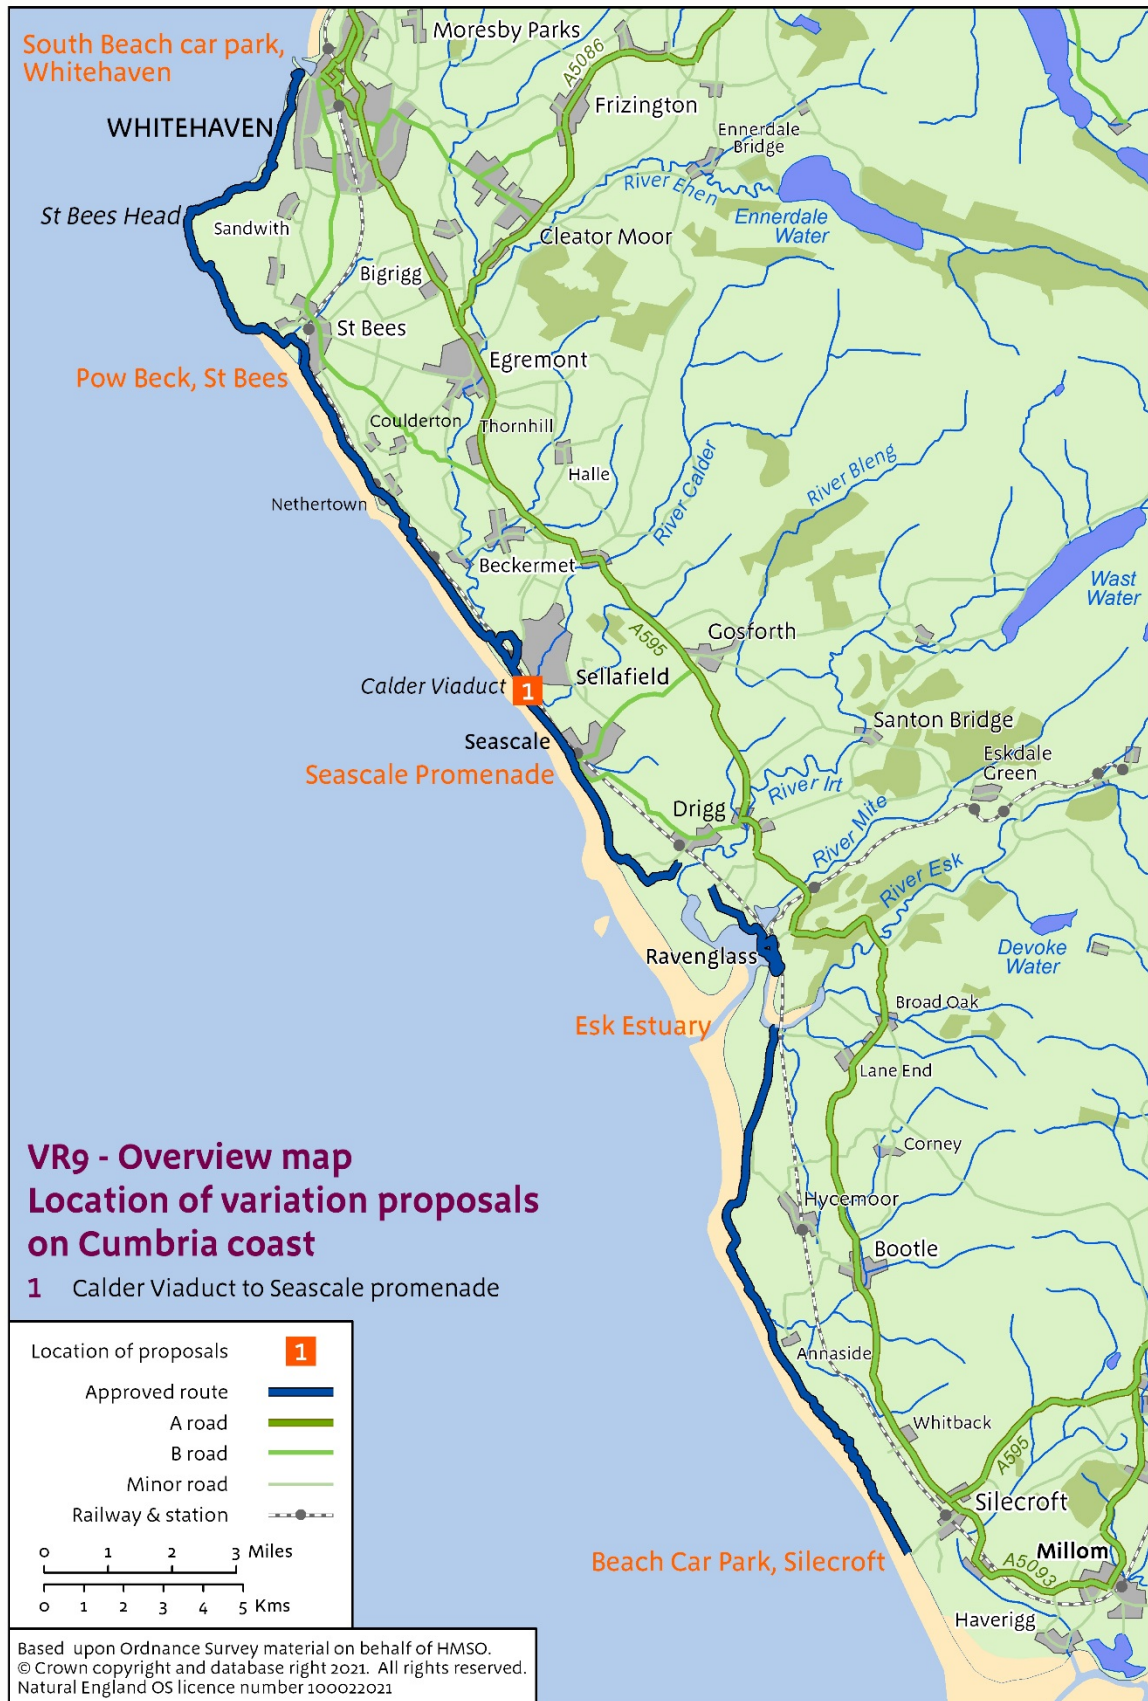 South Beach car park,
Whitehaven
Moresby Parks
A5086
WHITEHAVEN
Frizington
Ennerdale
Bridge
River Ehen
St Bees Head
Sandwith
Ennerdale
Water
Cleator Moor
Bigrigg
St Bees
Egremont
Pow Beck, St Bees
Coulderton
Thornhill
Halle
River Calder
River Bleng
Nethertown
Beckermet
Wast
Water
A595
Gosforth
Sellafield
Calder Viaduct
1
Santon Bridge
Seascale
Eskdale
Green
Seascale Promenade
River Irt
Drigg
River Mite
River Esk
Ravenglass
Devoke
Water
Broad Oak
Esk Estuary
Lane End
Corney
VR9 - Overview map
Location of variation proposals
on Cumbria coast
1 Calder Viaduct to Seascale promenade
Hycemoor
Bootle
Annaside
Whitback
A595
Silecroft
Millom
A5093
Beach Car Park, Silecroft
Haverigg
Location of proposals 1
Approved route
A road
B road
Minor road
Railway & station
0 1 2 3 Miles
0 1 2 3 4 5 Kms
Based upon Ordnance Survey material on behalf of HMSO.
© Crown copyright and database right 2021. All rights reserved.
Natural England OS licence number 100022021